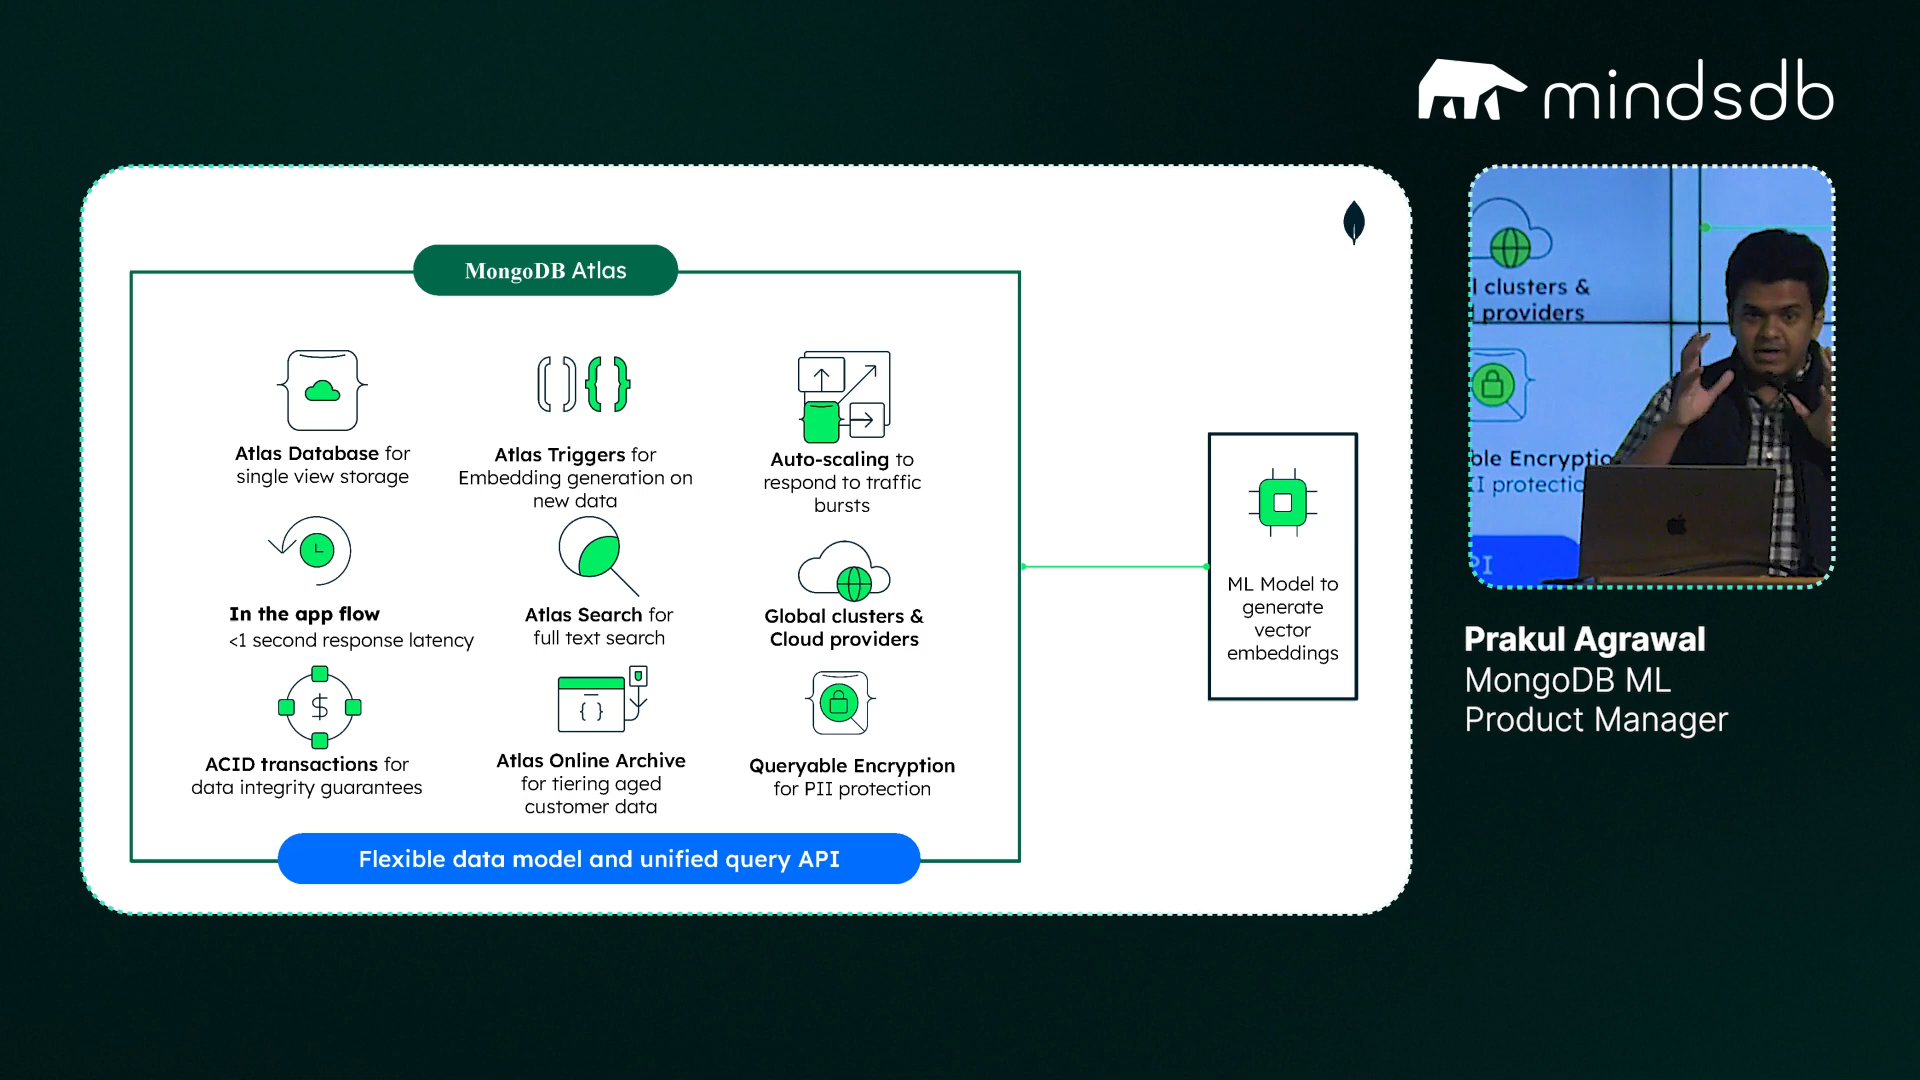 mindsdb
MongoDB Atlas
Atlas Database for
single view storage
Atlas Triggers for
Embedding generation on
new data
Auto-scaling to
respond to traffic
bursts
In the app flow
<1 second response latency
Atlas Search for
full text search
Global clusters &
Cloud providers
ACID transactions for
data integrity guarantees
Atlas Online Archive
for tiering aged
customer data
Queryable Encryption
for PII protection
Flexible data model and unified query API
ML Model to
generate
vector
embeddings
l clusters &
providers
ble Encryptio
II protectio
PI
Prakul Agrawal
MongoDB ML
Product Manager